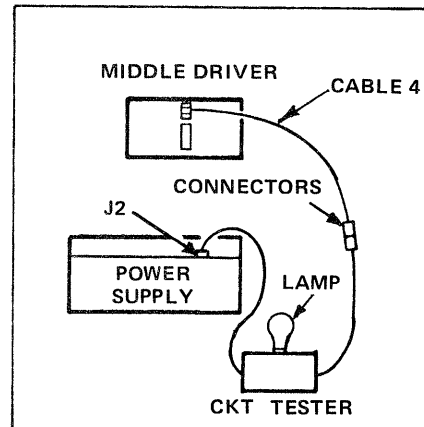 MIDDLE DRIVER
CABLE 4
CONNECTORS
J2
POWER
SUPPLY
LAMP
CKT TESTER